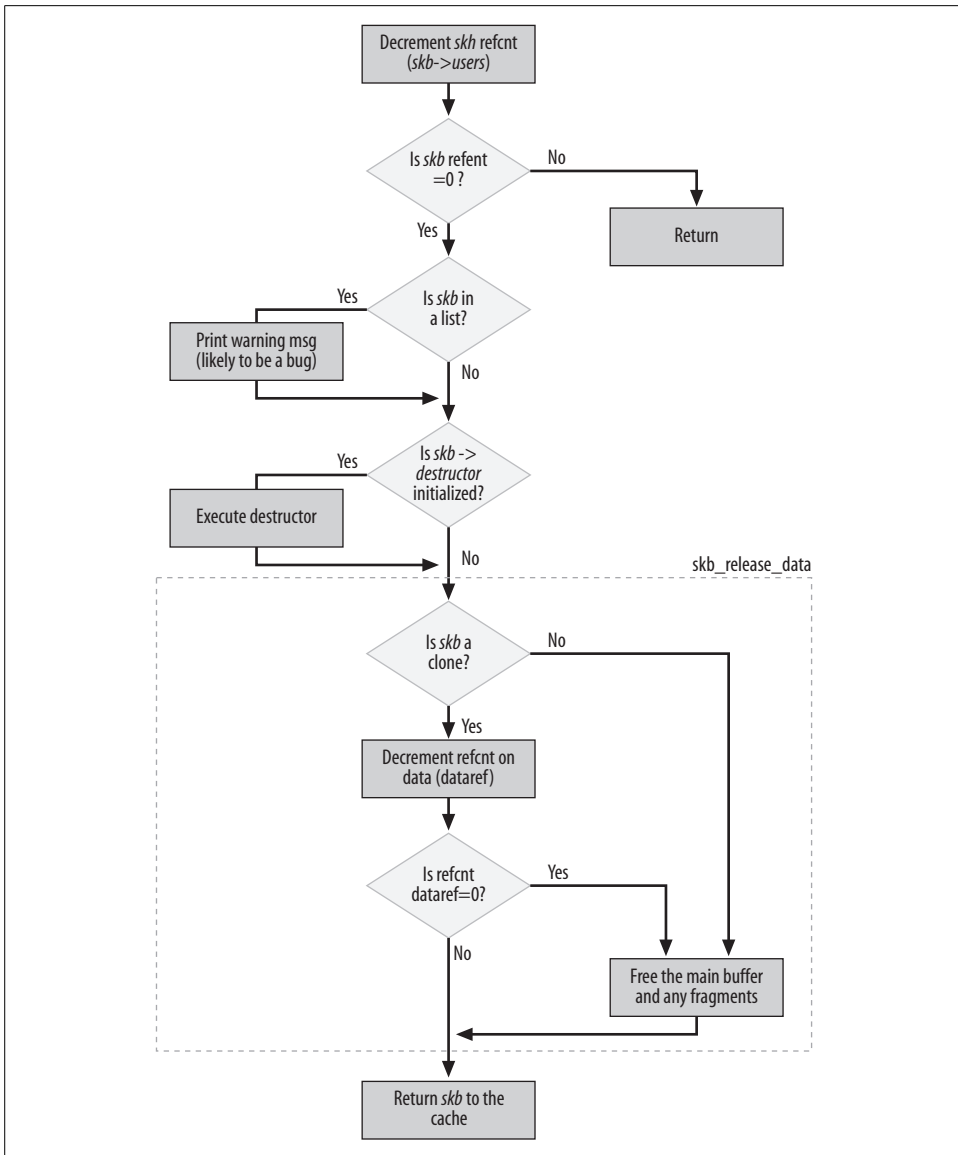 Decrement skh refcnt
(skb->users)
Is skb refent
=0 ?
No
Return
Yes
Is skb in
a list?
Yes
Print warning msg
(likely to be a bug)
No
Is skb ->
destructor
initialized?
Yes
Execute destructor
No
skb_release_data
Is skb a
clone?
No
Yes
Decrement refcnt on
data (dataref)
Is refcnt
dataref=0?
Yes
No
Free the main buffer
and any fragments
Return skb to the
cache